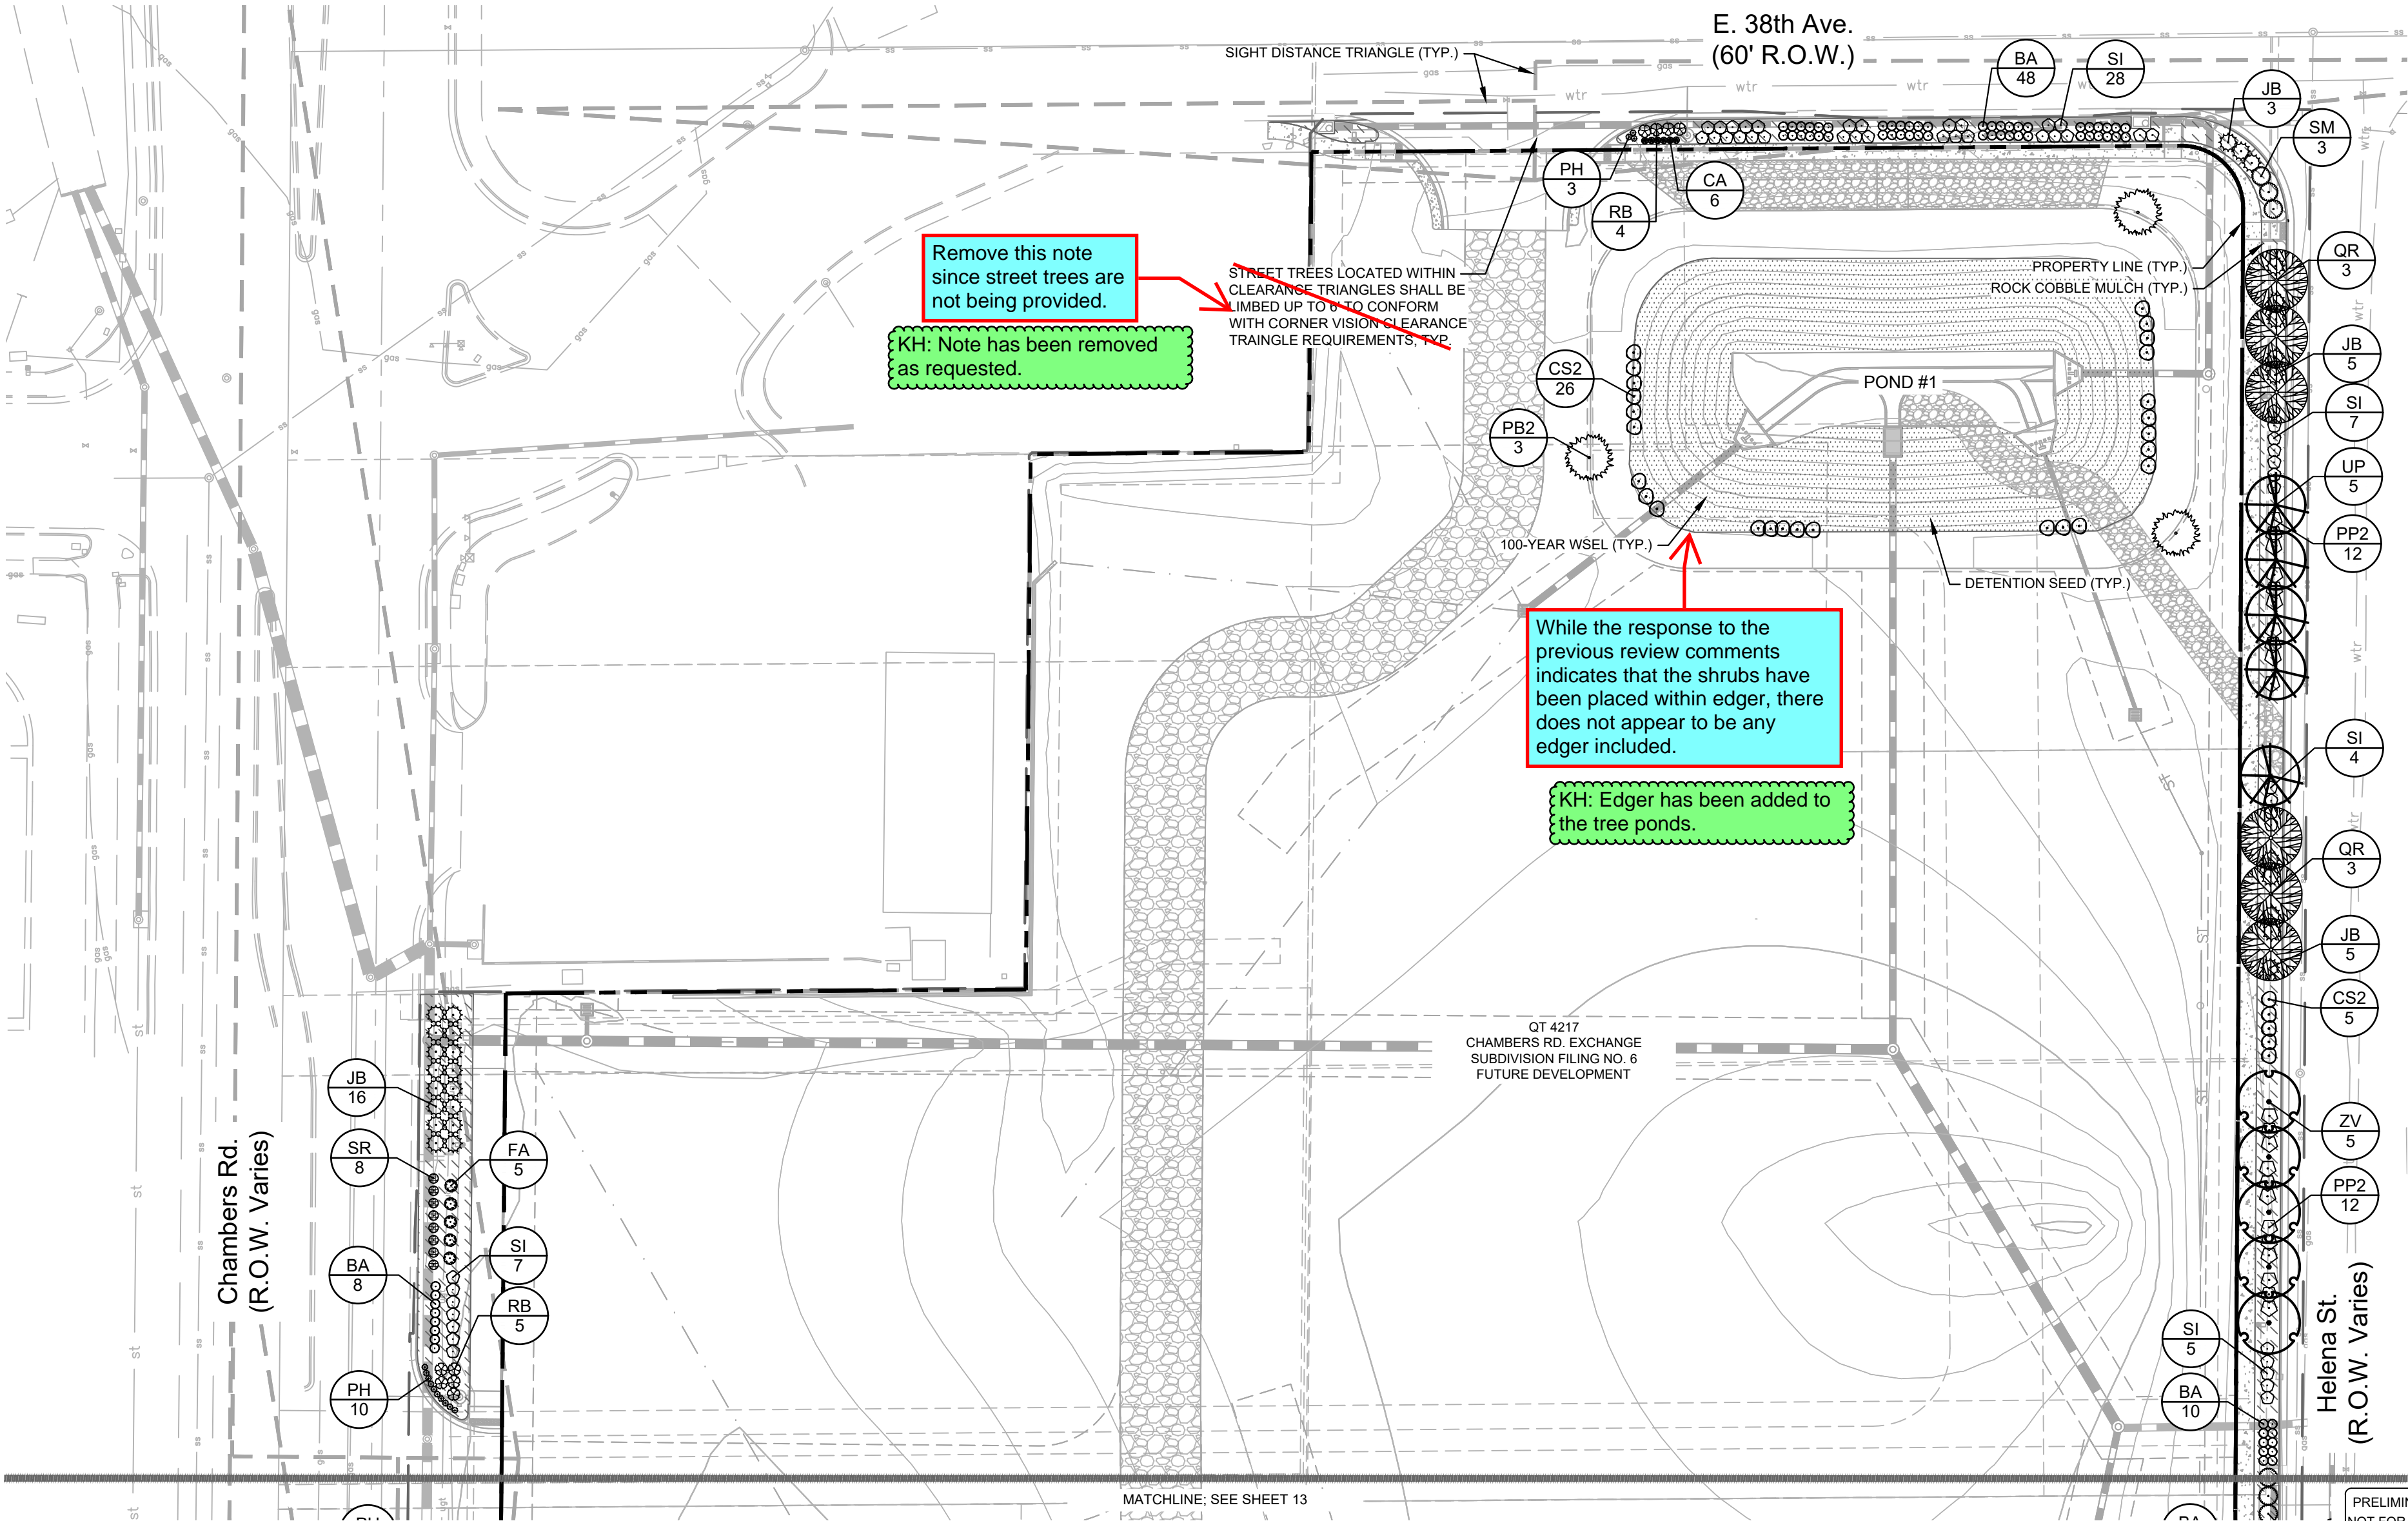 E. 38th Ave.
(60' R.O.W.)
SIGHT DISTANCE TRIANGLE (TYP.)
BA
48
SI
28
JB
3
SM
3
PH
3
RB
4
CA
6
Remove this note
since street trees are
not being provided.
KH: Note has been removed
as requested.
STREET TREES LOCATED WITHIN
CLEARANCE TRIANGLES SHALL BE
LIMBED UP TO 6' TO CONFORM
WITH CORNER VISION CLEARANCE
TRAINGLE REQUIREMENTS, TYP.
PROPERTY LINE (TYP.)
ROCK COBBLE MULCH (TYP.)
QR
3
JB
5
SI
7
UP
5
PP2
12
CS2
26
PB2
3
POND #1
100-YEAR WSEL (TYP.)
DETENTION SEED (TYP.)
While the response to the
previous review comments
indicates that the shrubs have
been placed within edger, there
does not appear to be any
edger included.
KH: Edger has been added to
the tree ponds.
SI
4
QR
3
JB
5
CS2
5
ZV
5
PP2
12
SI
5
BA
10
Helena St.
(R.O.W. Varies)
QT 4217
CHAMBERS RD. EXCHANGE
SUBDIVISION FILING NO. 6
FUTURE DEVELOPMENT
Chambers Rd.
(R.O.W. Varies)
JB
16
SR
8
FA
5
BA
8
SI
7
RB
5
PH
10
MATCHLINE; SEE SHEET 13
gas
ss
wtr
st
ST